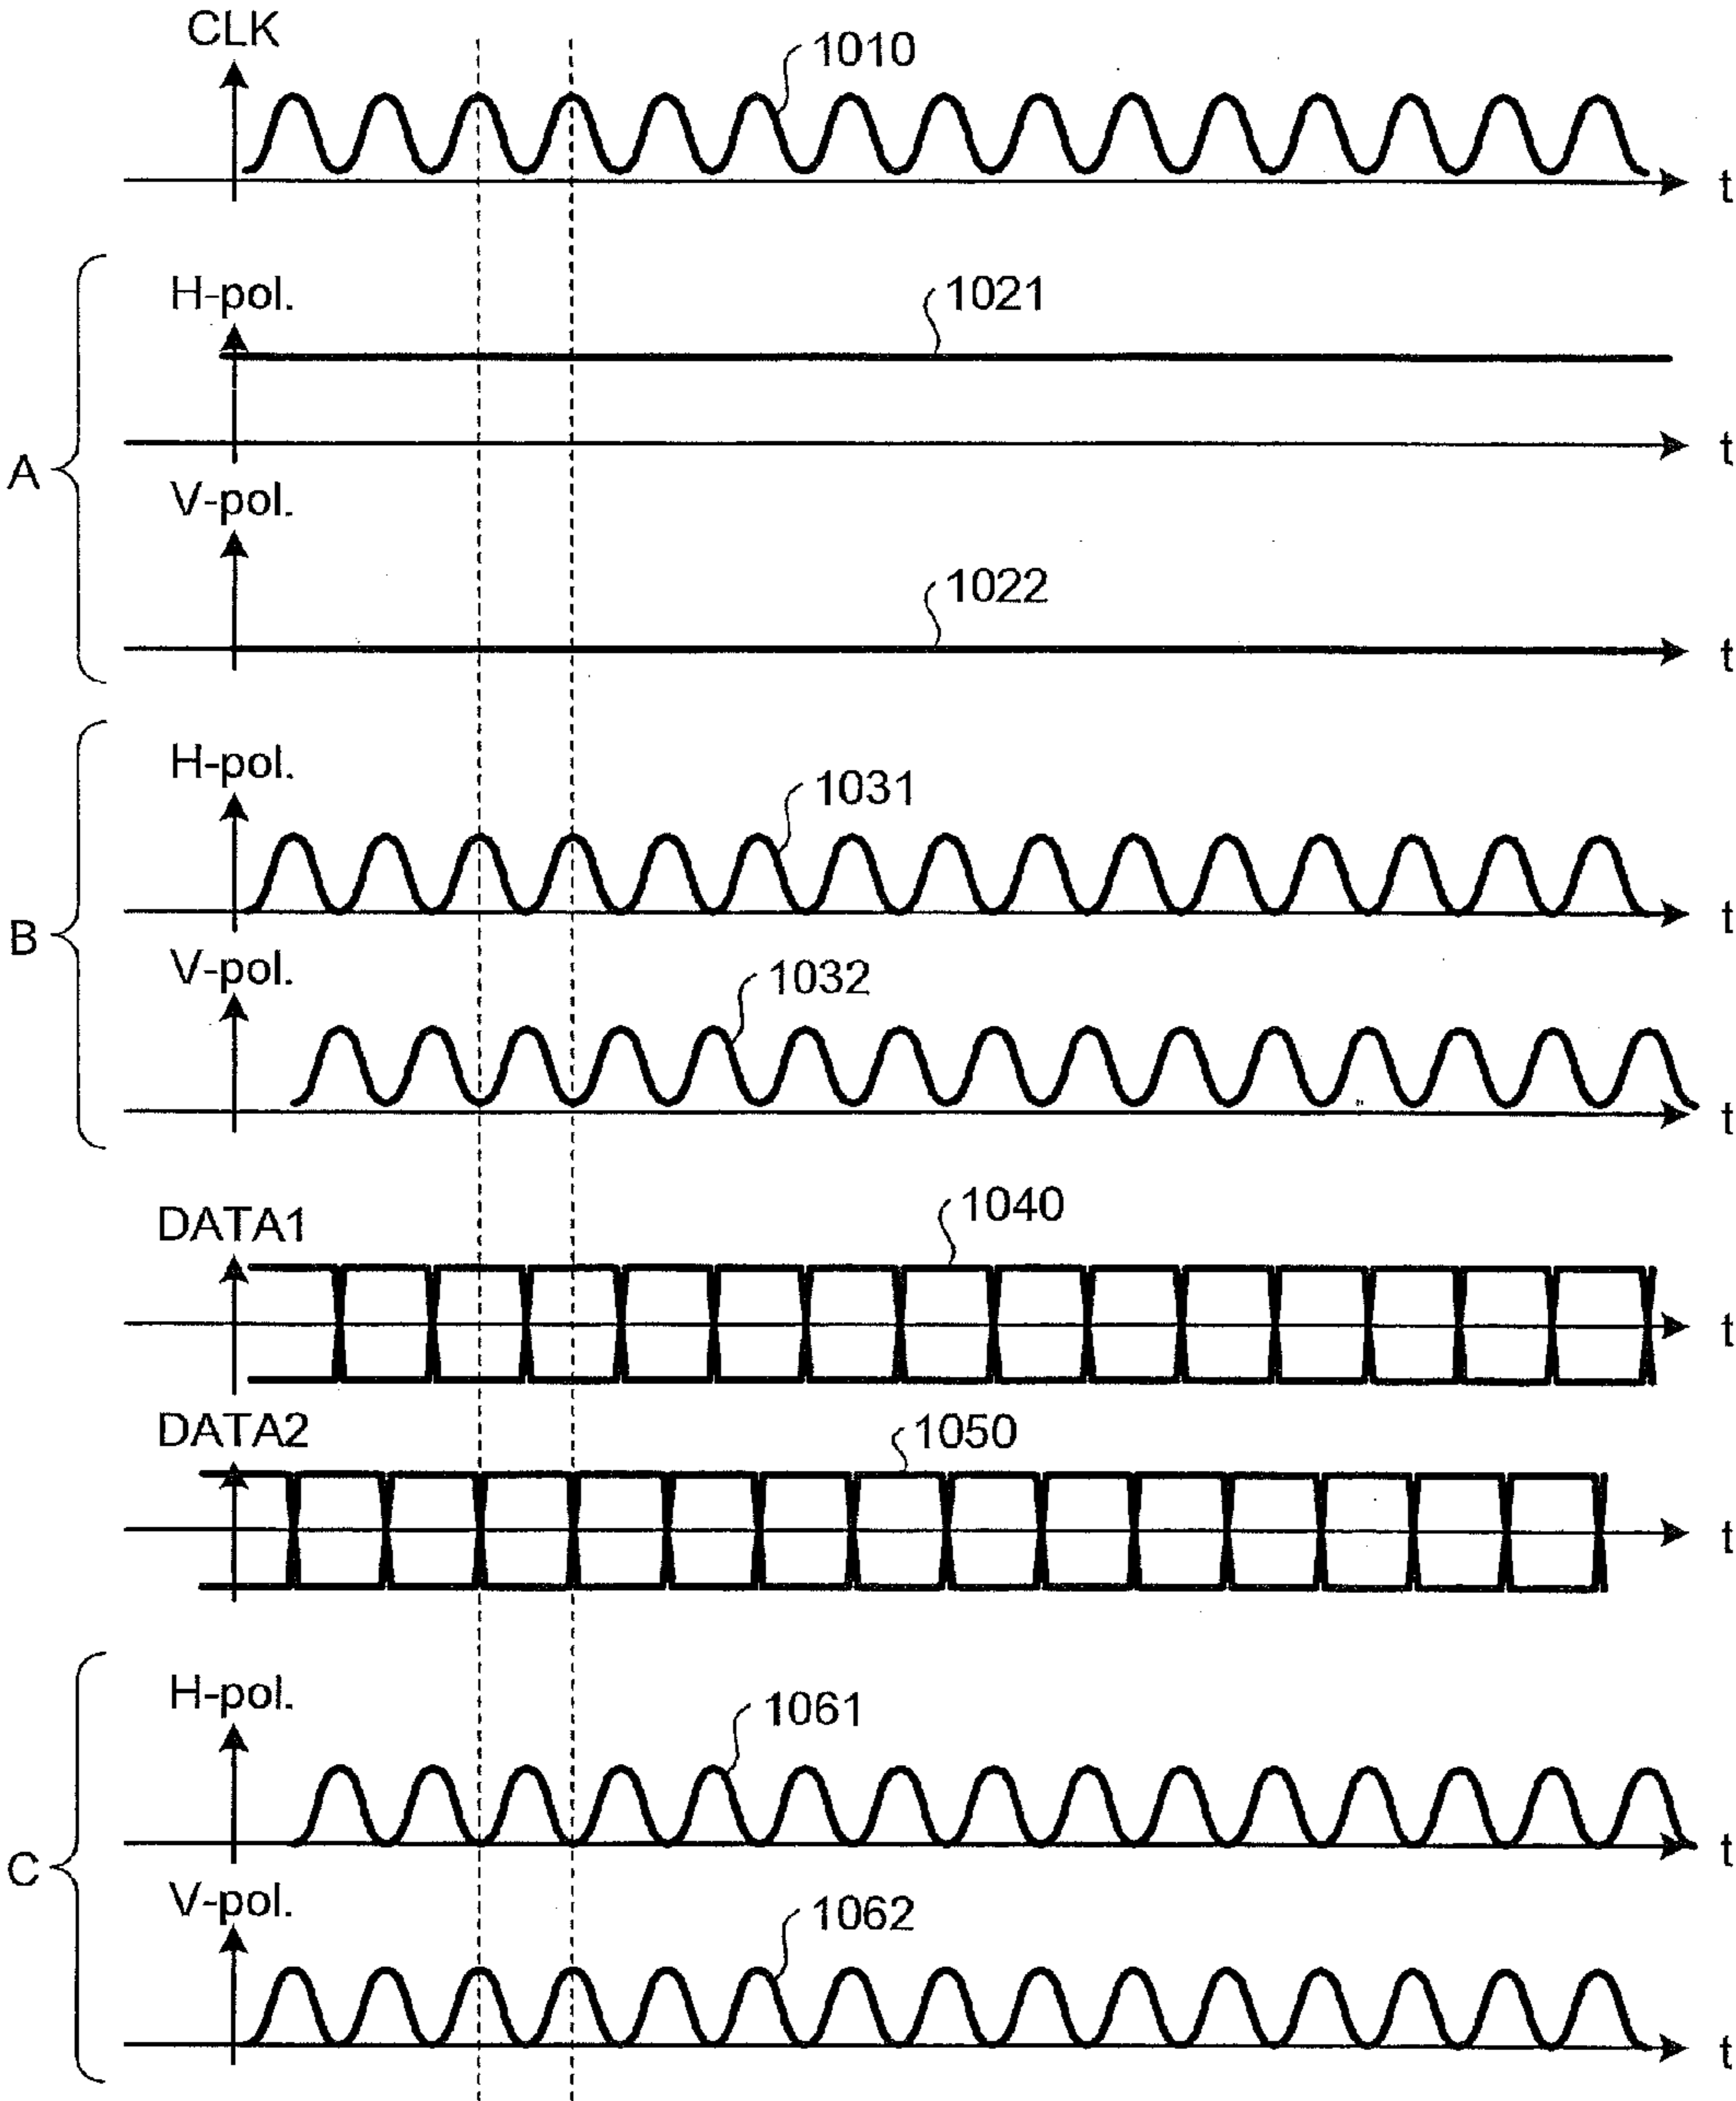 CLK
1010
t
A
H-pol.
1021
t
V-pol.
1022
t
B
H-pol.
1031
t
V-pol.
1032
t
DATA1
1040
t
DATA2
1050
t
C
H-pol.
1061
t
V-pol.
1062
t